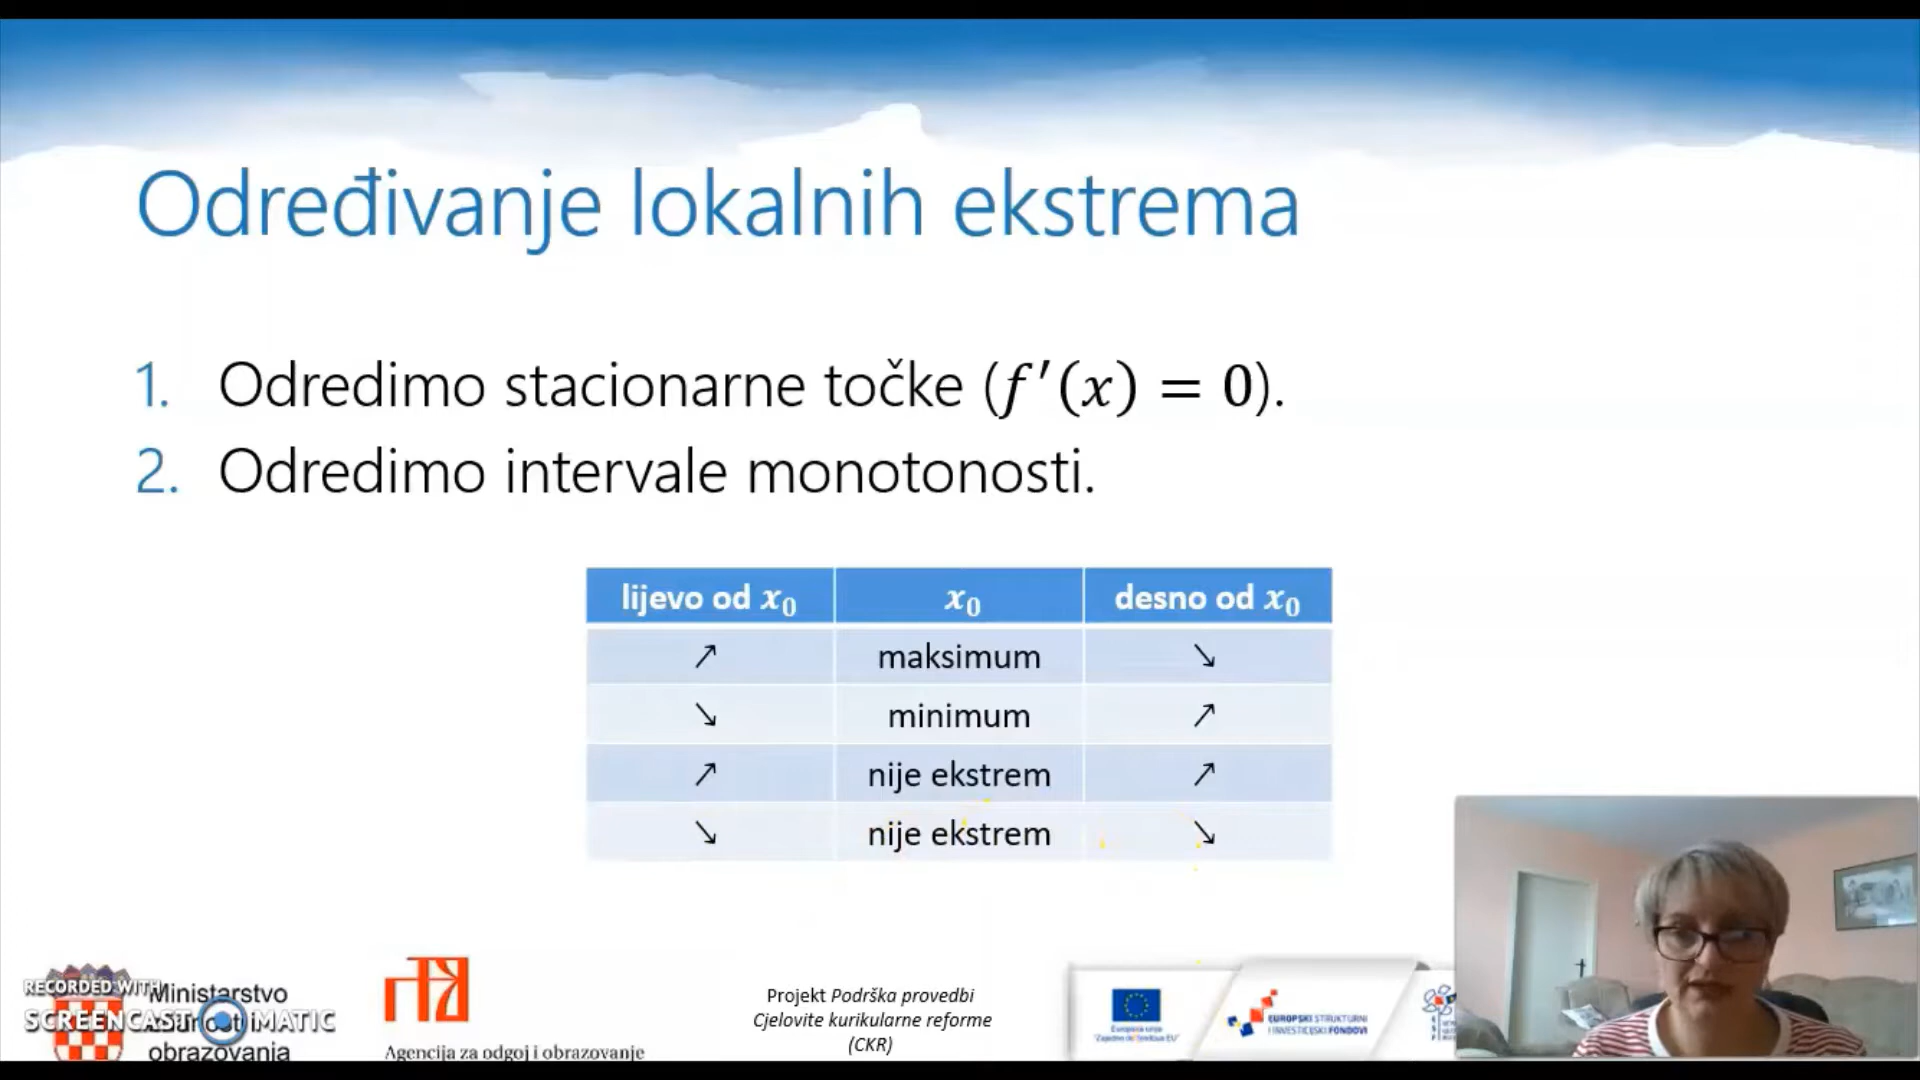 Određivanje lokalnih ekstrema
1. Odredimo stacionarne točke (f′(x) = 0).
2. Odredimo intervale monotonosti.
lijevo od x₀ x₀ desno od x₀
↗ maksimum ↘
↘ minimum ↗
↗ nije ekstrem ↗
↘ nije ekstrem ↘
RECORDED WITH
SCREENCAST MATIC
Ministarstvo
obrazovanja
Agencija za odgoj i obrazovanje
Projekt Podrška provedbi
Cjelovite kurikularne reforme
(CKR)
Europska unija
EUROPSKI STRUKTURNI
I INVESTICIJSKI FONDOVI